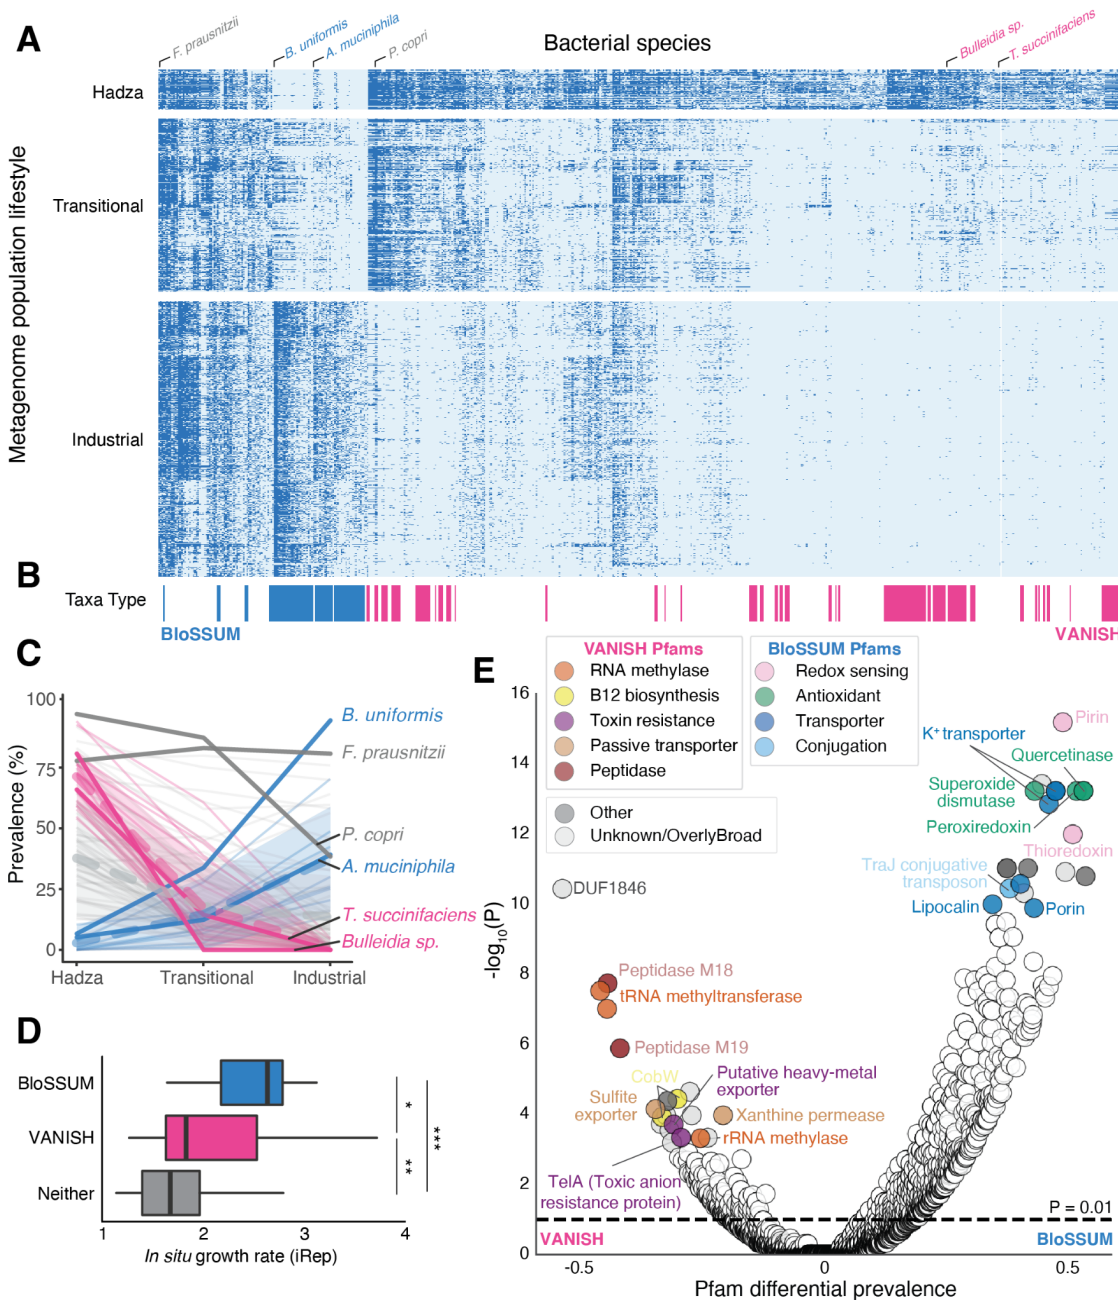 A
F. prausnitzii
B. uniformis
A. muciniphila
P. copri
Bacterial species
Bulleidia sp.
T. succinifaciens
Metagenome population lifestyle
Hadza
Transitional
Industrial
B
Taxa Type
BloSSUM
VANISH
C
Prevalence (%)
100
75
50
25
0
Hadza
Transitional
Industrial
B. uniformis
F. prausnitzii
P. copri
A. muciniphila
T. succinifaciens
Bulleidia sp.
D
BloSSUM
VANISH
Neither
*
**
***
1
2
3
4
In situ growth rate (iRep)
E
VANISH Pfams
RNA methylase
B12 biosynthesis
Toxin resistance
Passive transporter
Peptidase
BloSSUM Pfams
Redox sensing
Antioxidant
Transporter
Conjugation
Other
Unknown/OverlyBroad
-log10(P)
16
14
12
10
8
6
4
2
0
Pirin
K+ transporter
Quercetinase
Superoxide
dismutase
Peroxiredoxin
Thioredoxin
TraJ conjugative
transposon
Lipocalin
Porin
DUF1846
Peptidase M18
tRNA methyltransferase
Peptidase M19
CobW
Putative heavy-metal
exporter
Sulfite
exporter
Xanthine permease
rRNA methylase
TelA (Toxic anion
resistance protein)
P = 0.01
VANISH
BloSSUM
-0.5
0
0.5
Pfam differential prevalence